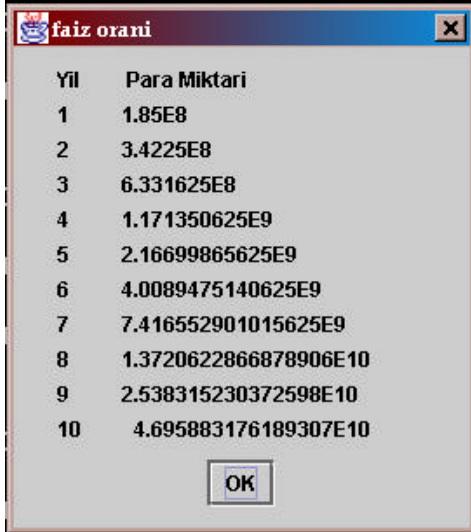 faiz orani
Yil Para Miktari
1 1.85E8
2 3.4225E8
3 6.331625E8
4 1.171350625E9
5 2.16699865625E9
6 4.0089475140625E9
7 7.416552901015625E9
8 1.3720622866878906E10
9 2.538315230372598E10
10 4.695883176189307E10
OK